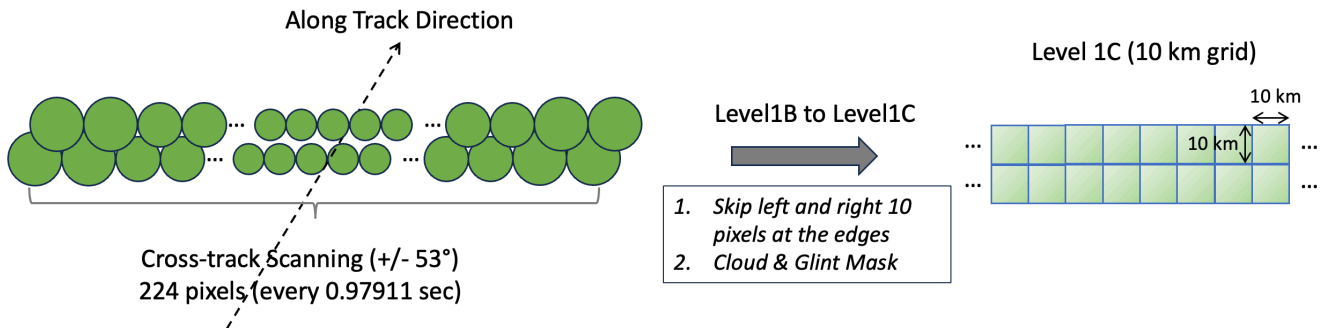 Along Track Direction
...
...
...
...
Cross-track Scanning (+/- 53°)
224 pixels (every 0.97911 sec)
Level1B to Level1C
1. Skip left and right 10
pixels at the edges
2. Cloud & Glint Mask
Level 1C (10 km grid)
10 km
10 km
...
...
...
...